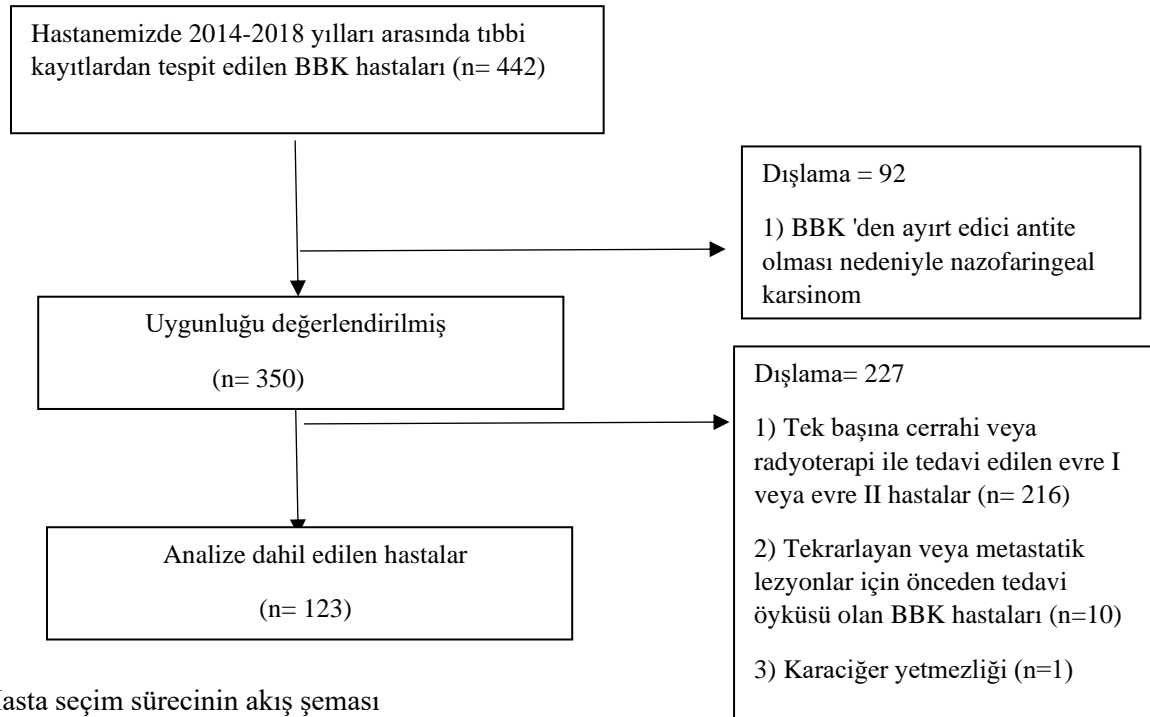 Hastanemizde 2014-2018 yılları arasında tıbbi
kayıtlardan tespit edilen BBK hastaları (n= 442)
Dışlama = 92
1) BBK 'den ayırt edici antite
olması nedeniyle nazofaringeal
karsinom
Uygunluğu değerlendirilmiş
(n= 350)
Dışlama= 227
1) Tek başına cerrahi veya
radyoterapi ile tedavi edilen evre I
veya evre II hastalar (n= 216)
2) Tekrarlayan veya metastatik
lezyonlar için önceden tedavi
öyküsü olan BBK hastaları (n=10)
3) Karaciğer yetmezliği (n=1)
Analize dahil edilen hastalar
(n= 123)
asta seçim sürecinin akış şeması